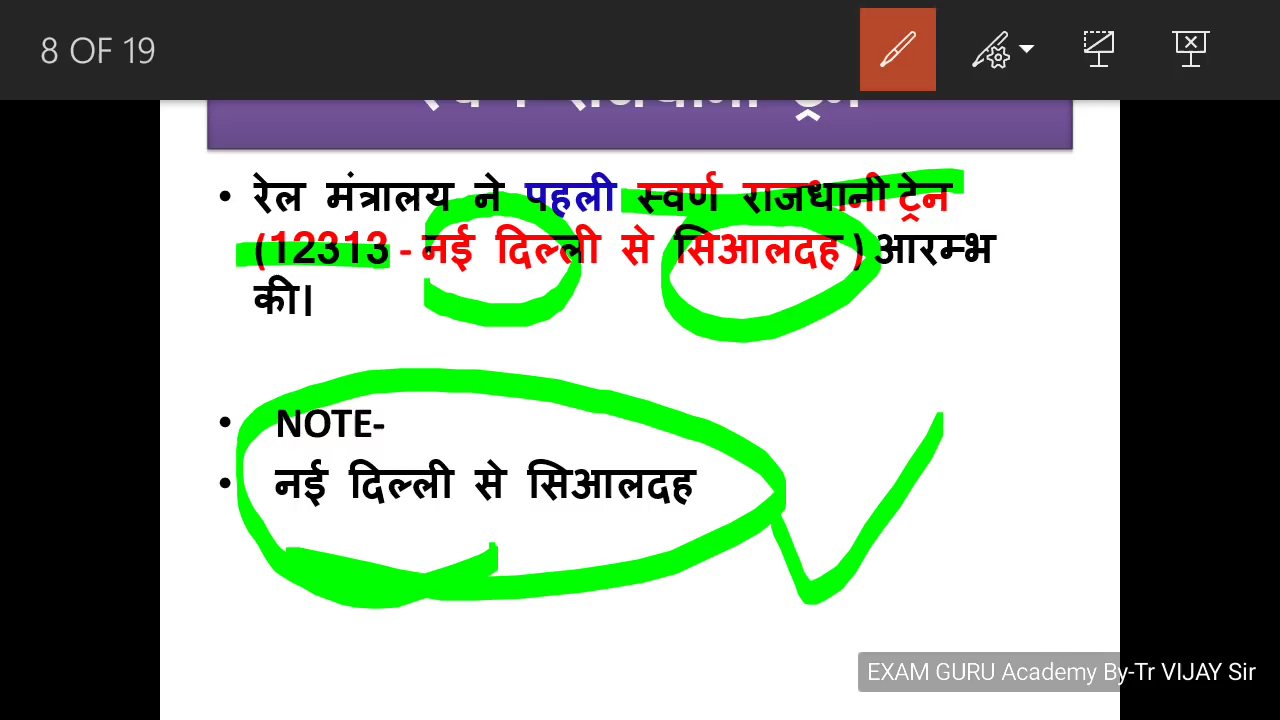 8 OF 19
• रेल मंत्रालय ने पहली स्वर्ण राजधानी ट्रेन
(12313 - नई दिल्ली से सिआलदह ) आरम्भ
की।
• NOTE-
• नई दिल्ली से सिआलदह
EXAM GURU Academy By-Tr VIJAY Sir